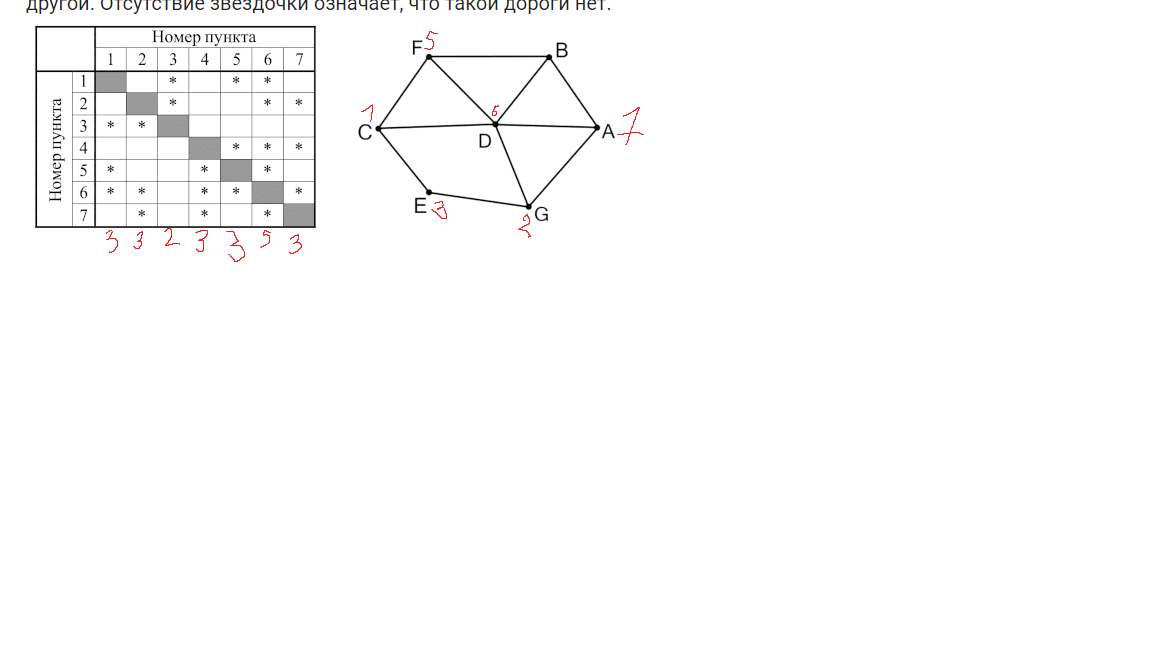 другой. Отсутствие звёздочки означает, что такой дороги нет.
Номер пункта
1 2 3 4 5 6 7
Номер пункта
1 * * *
2 * * *
3 * *
4 * * *
5 * * *
6 * * * * *
7 * * *
3 3 2 3 3 5 3
F 5
B
1
C
6
D
A 7
E 3
2 G